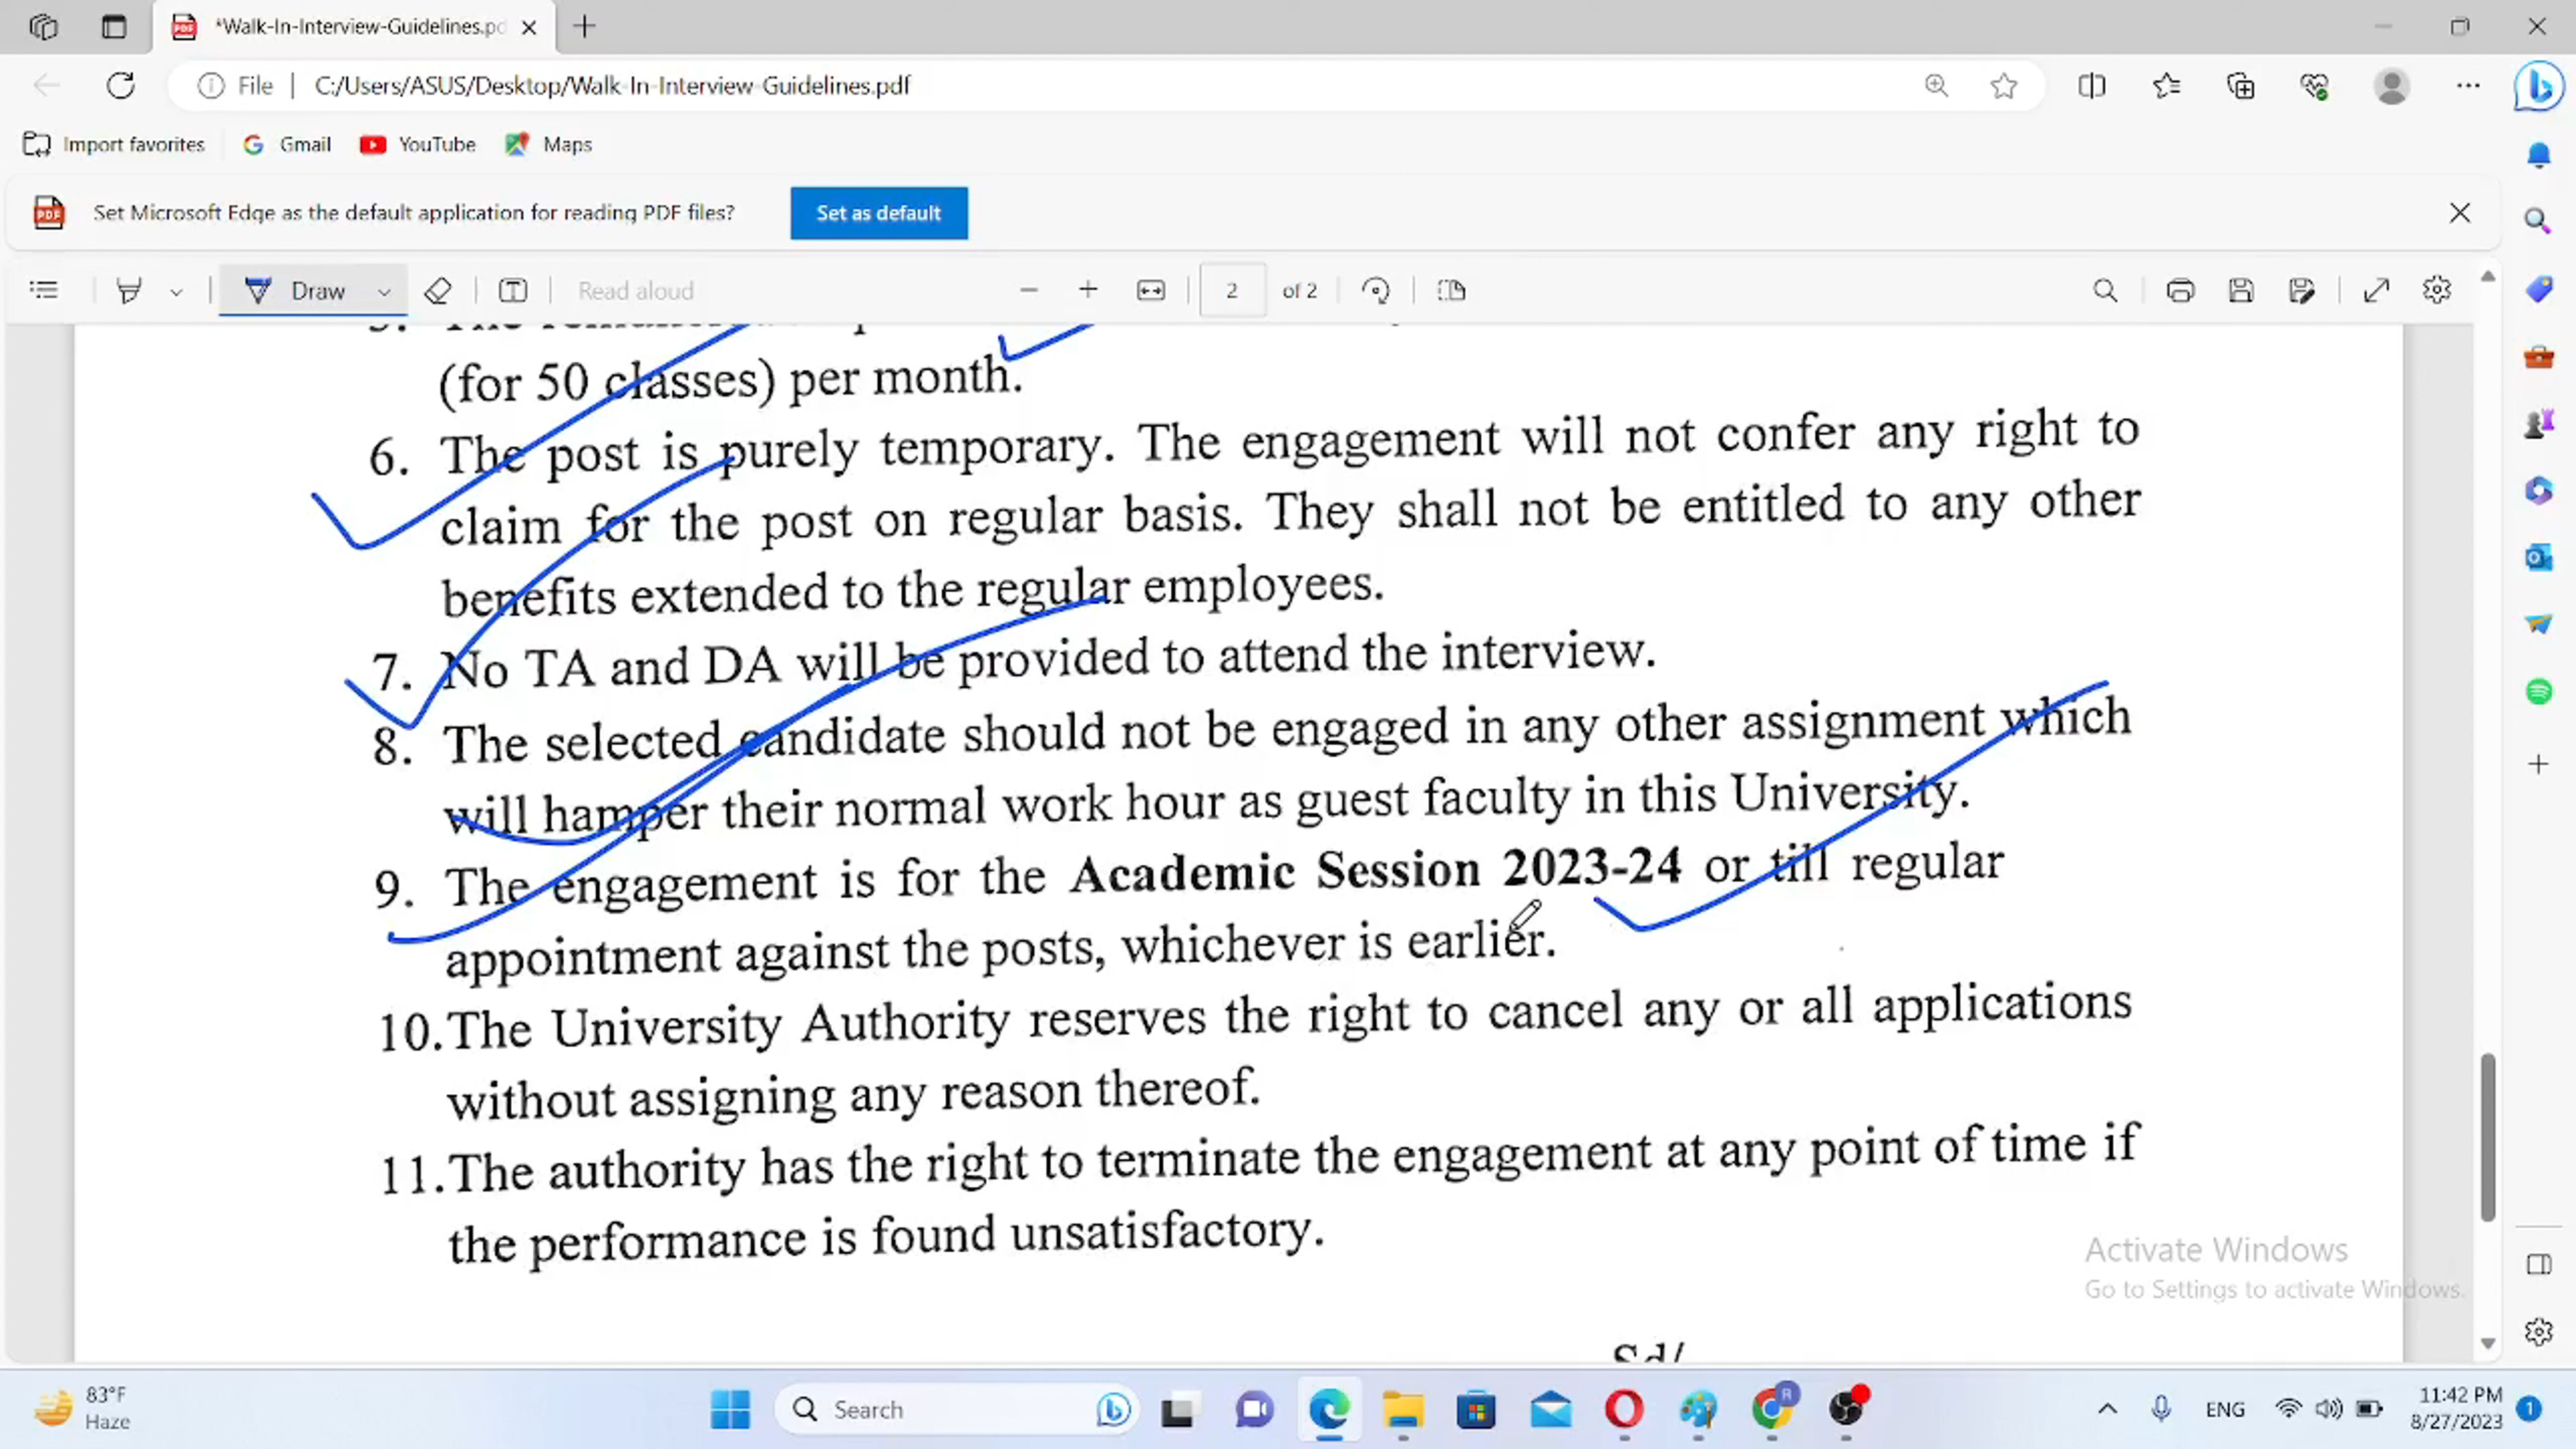 *Walk-In-Interview-Guidelines.pd
File | C:/Users/ASUS/Desktop/Walk-In-Interview-Guidelines.pdf
Import favorites Gmail YouTube Maps
Set Microsoft Edge as the default application for reading PDF files? Set as default
Draw Read aloud 2 of 2
(for 50 classes) per month.
6. The post is purely temporary. The engagement will not confer any right to
claim for the post on regular basis. They shall not be entitled to any other
benefits extended to the regular employees.
7. No TA and DA will be provided to attend the interview.
8. The selected candidate should not be engaged in any other assignment which
will hamper their normal work hour as guest faculty in this University.
9. The engagement is for the Academic Session 2023-24 or till regular
appointment against the posts, whichever is earlier.
10.The University Authority reserves the right to cancel any or all applications
without assigning any reason thereof.
11.The authority has the right to terminate the engagement at any point of time if
the performance is found unsatisfactory.
Activate Windows
Go to Settings to activate Windows.
Sd/
83°F
Haze
Search
ENG
11:42 PM
8/27/2023
1